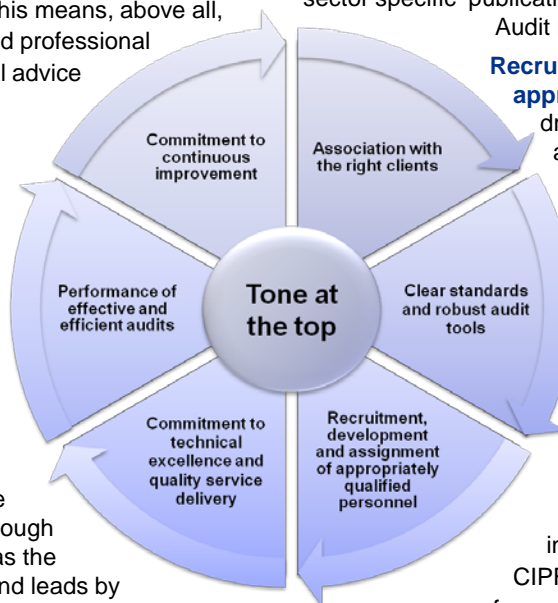 his means, above all,
d professional
l advice
sector-specific publicati
Audit
Recru
appr
dr
a
Commitment to
continuous
improvement
Association with
the right clients
Clear standards
and robust audit
tools
Recruitment,
development
and assignment
of appropriately
qualified
personnel
Commitment to
technical
excellence and
quality service
delivery
Performance of
effective and
efficient audits
Tone at
the top
e
ough
as the
nd leads by
in
CIPF